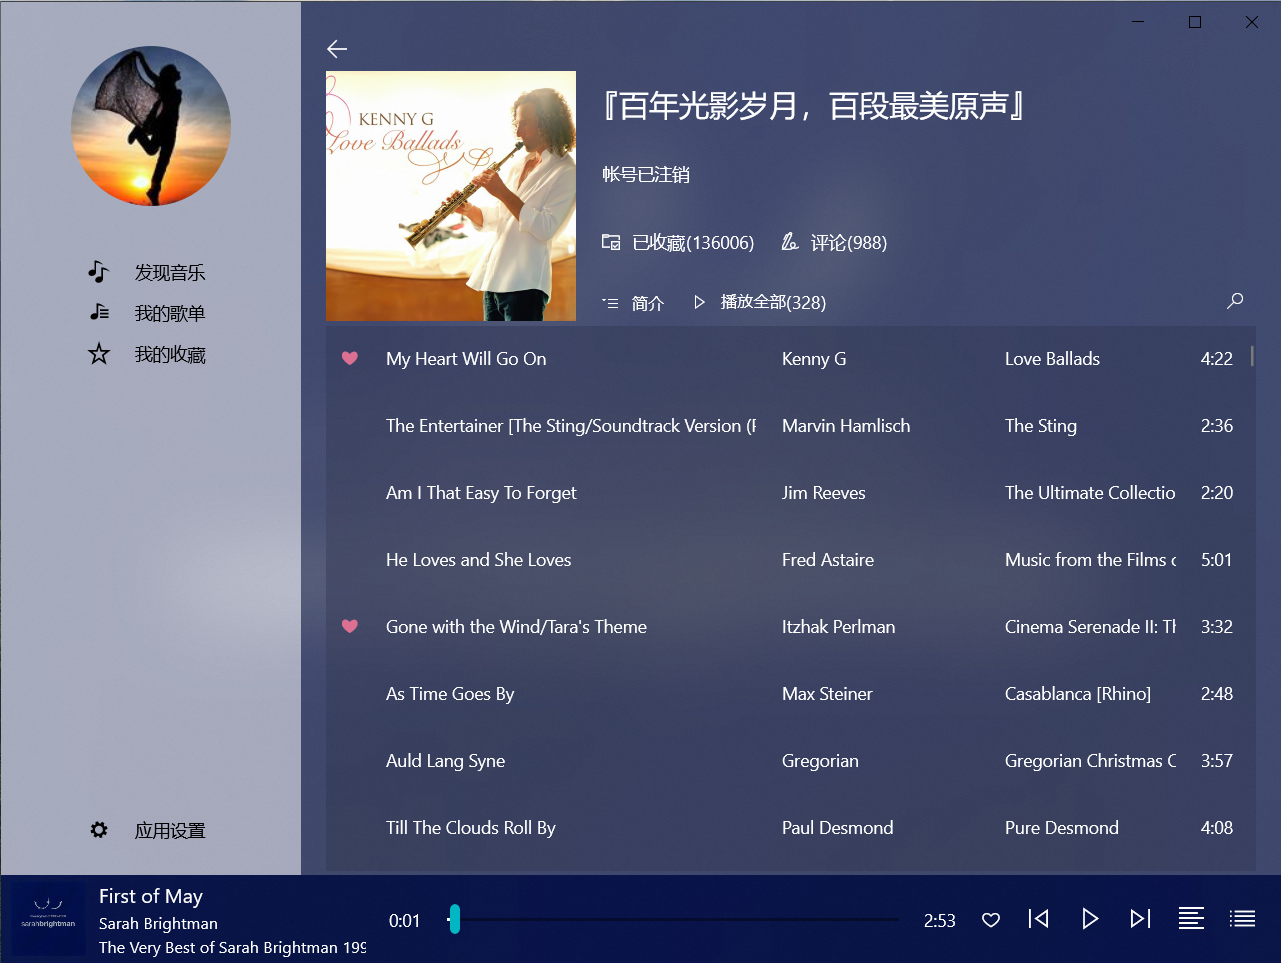 KENNY G
Love Ballads
『百年光影岁月，百段最美原声』
帐号已注销
已收藏(136006)
评论(988)
简介
播放全部(328)
发现音乐
我的歌单
我的收藏
应用设置
My Heart Will Go On Kenny G Love Ballads 4:22
The Entertainer [The Sting/Soundtrack Version ( Marvin Hamlisch The Sting 2:36
Am I That Easy To Forget Jim Reeves The Ultimate Collectio 2:20
He Loves and She Loves Fred Astaire Music from the Films 5:01
Gone with the Wind/Tara's Theme Itzhak Perlman Cinema Serenade II: Th 3:32
As Time Goes By Max Steiner Casablanca [Rhino] 2:48
Auld Lang Syne Gregorian Gregorian Christmas C 3:57
Till The Clouds Roll By Paul Desmond Pure Desmond 4:08
sarahbrightman
First of May
Sarah Brightman
The Very Best of Sarah Brightman 199
0:01
2:53